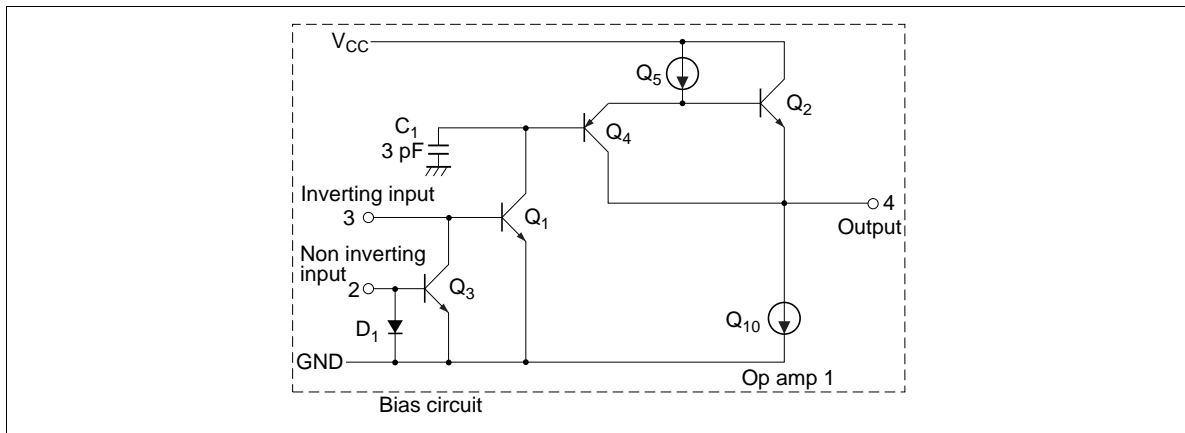 VCC
Q5
Q2
C1
3 pF
Q4
Inverting input
3
Q1
4
Output
Non inverting
input
2
Q3
D1
Q10
GND
Op amp 1
Bias circuit